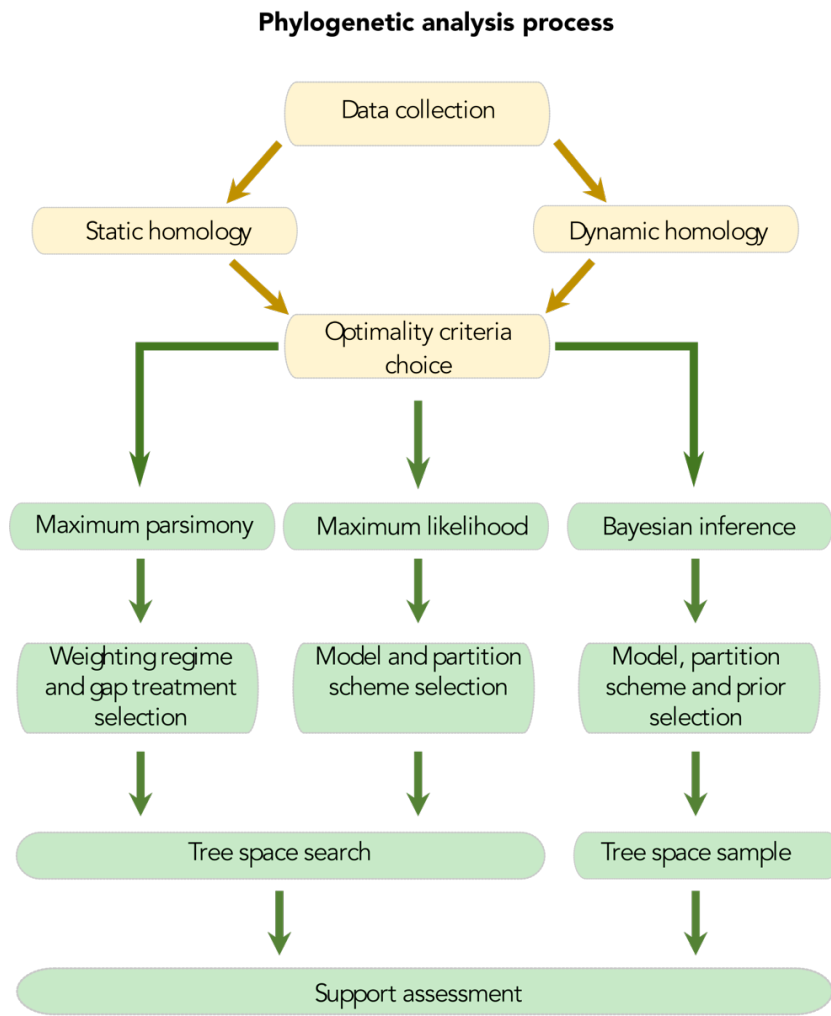 Phylogenetic analysis process
Data collection
Static homology
Dynamic homology
Optimality criteria
choice
Maximum parsimony
Maximum likelihood
Bayesian inference
Weighting regime
and gap treatment
selection
Model and partition
scheme selection
Model, partition
scheme and prior
selection
Tree space search
Tree space sample
Support assessment